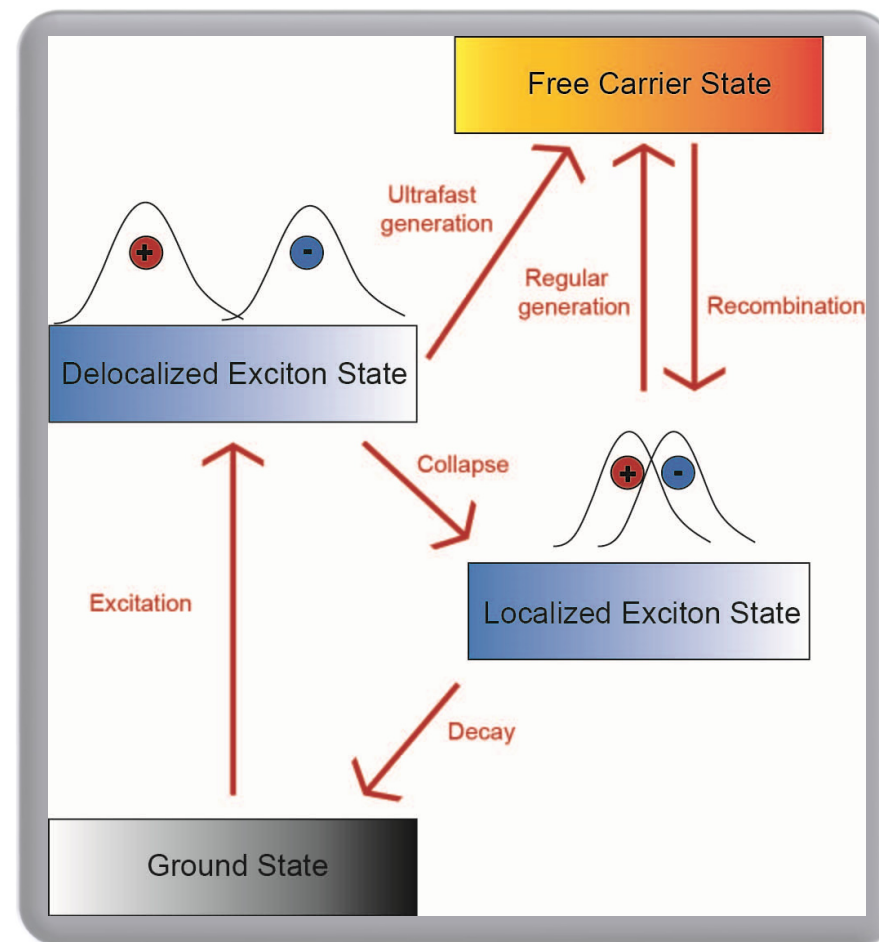 Free Carrier State
Ultrafast
generation
+
-
Regular
generation
Recombination
Delocalized Exciton State
Collapse
+
-
Excitation
Localized Exciton State
Decay
Ground State